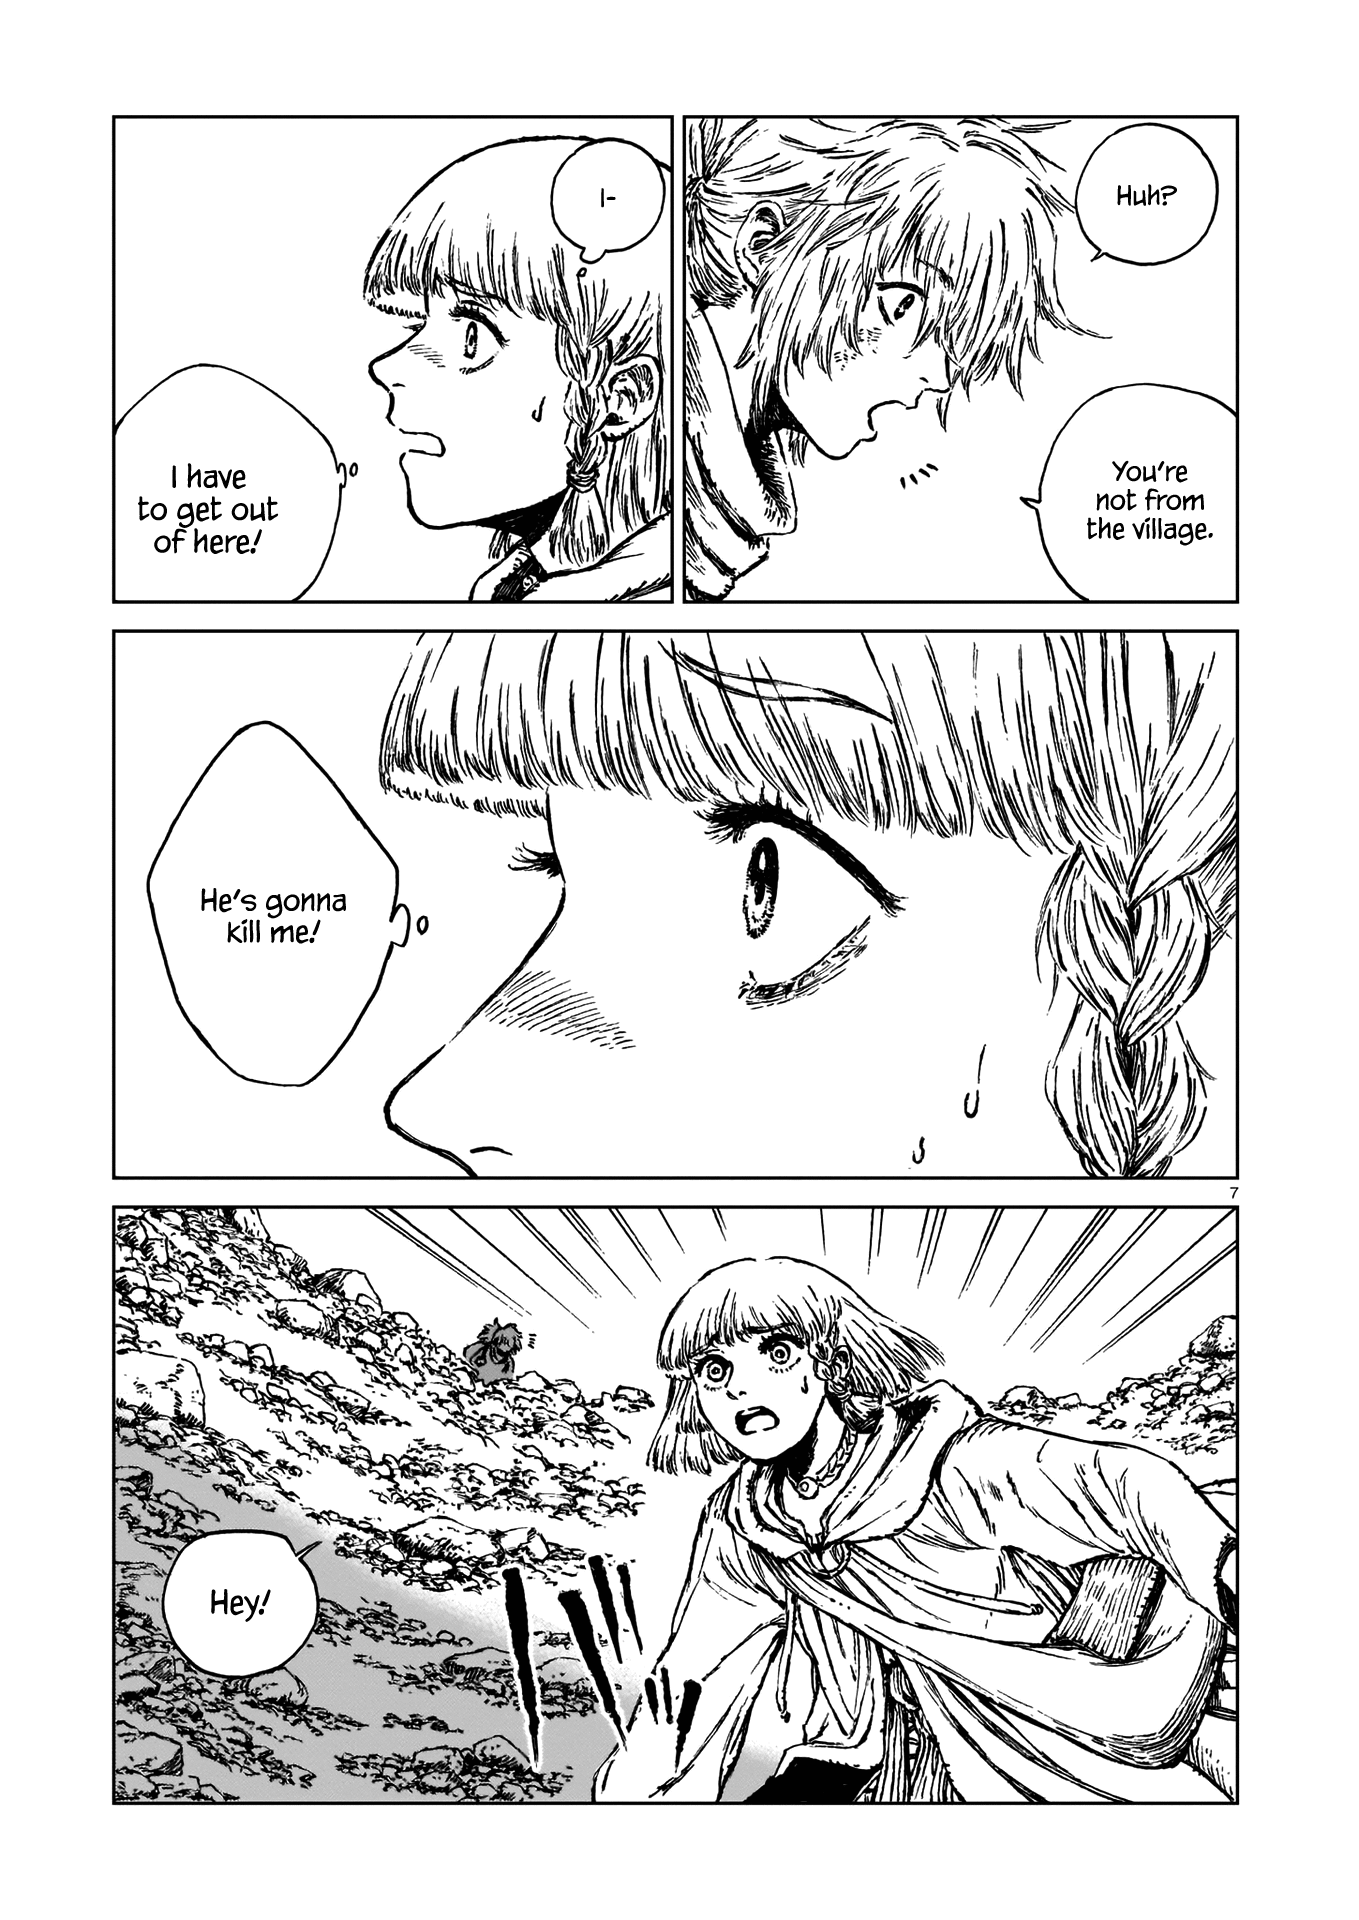 Huh?
You're
not from
the village.
I-
I have
to get out
of here!
He's gonna
kill me!
7
Hey!